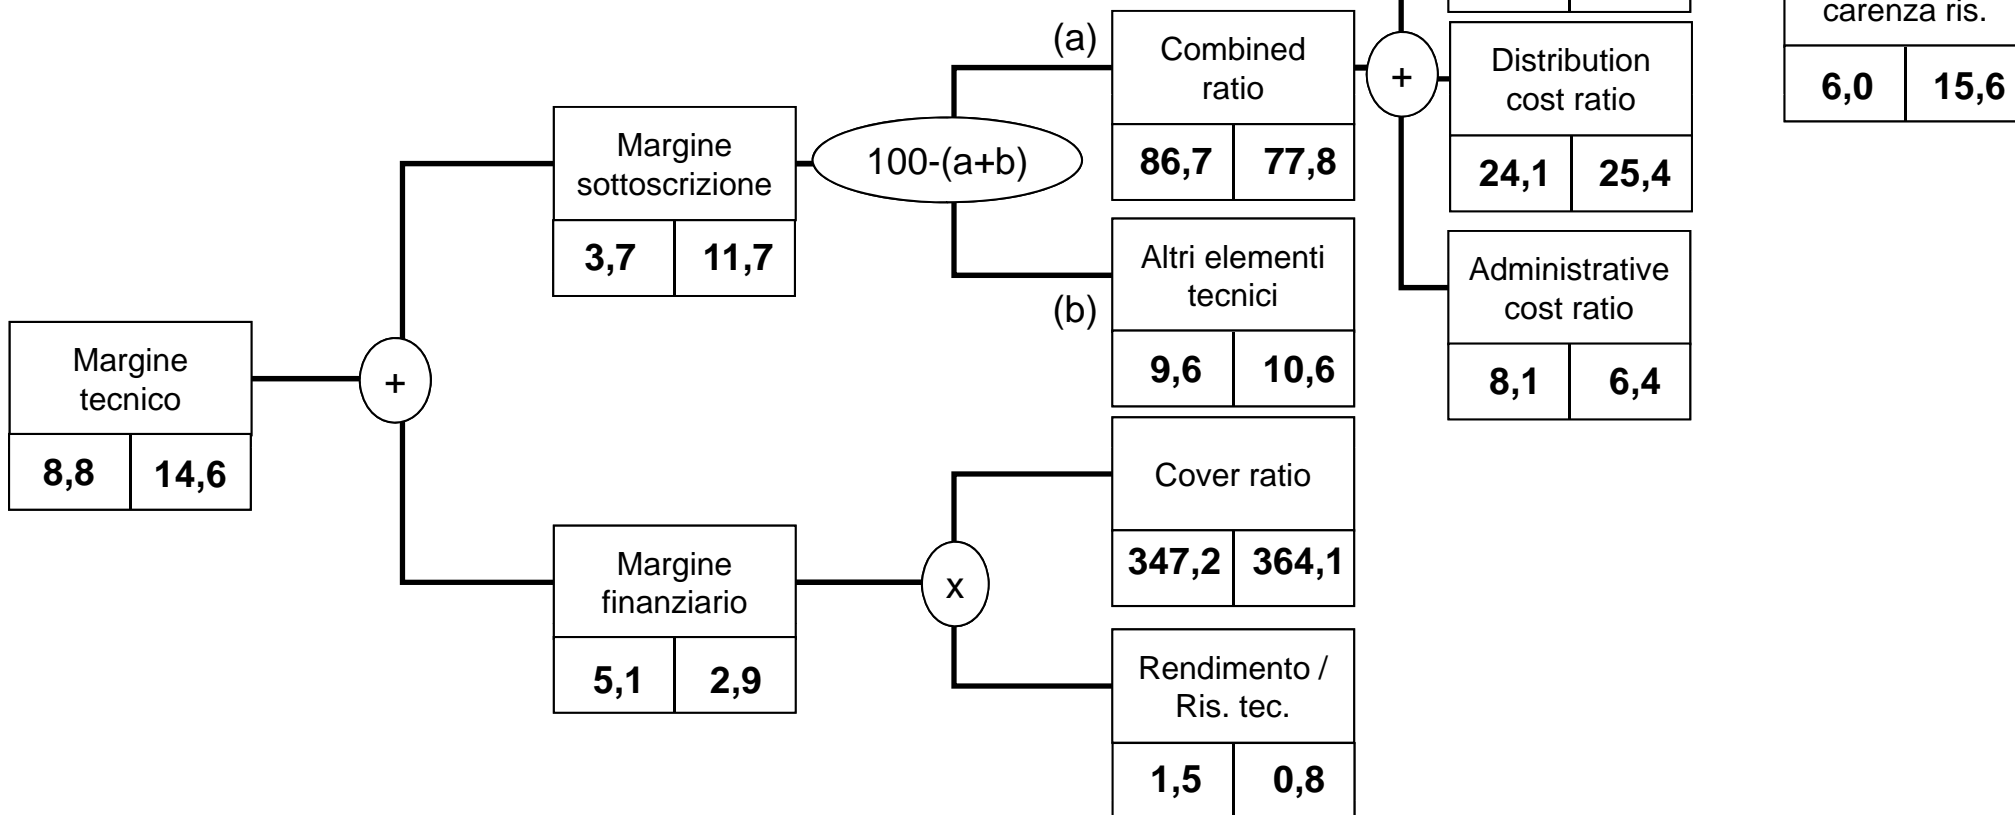 carenza ris.
6,0 15,6
(a)
Combined
ratio
86,7 77,8
+
Distribution
cost ratio
24,1 25,4
Margine
sottoscrizione
3,7 11,7
100-(a+b)
Altri elementi
tecnici
(b)
9,6 10,6
Administrative
cost ratio
8,1 6,4
Margine
tecnico
8,8 14,6
+
Cover ratio
347,2 364,1
Margine
finanziario
5,1 2,9
x
Rendimento /
Ris. tec.
1,5 0,8